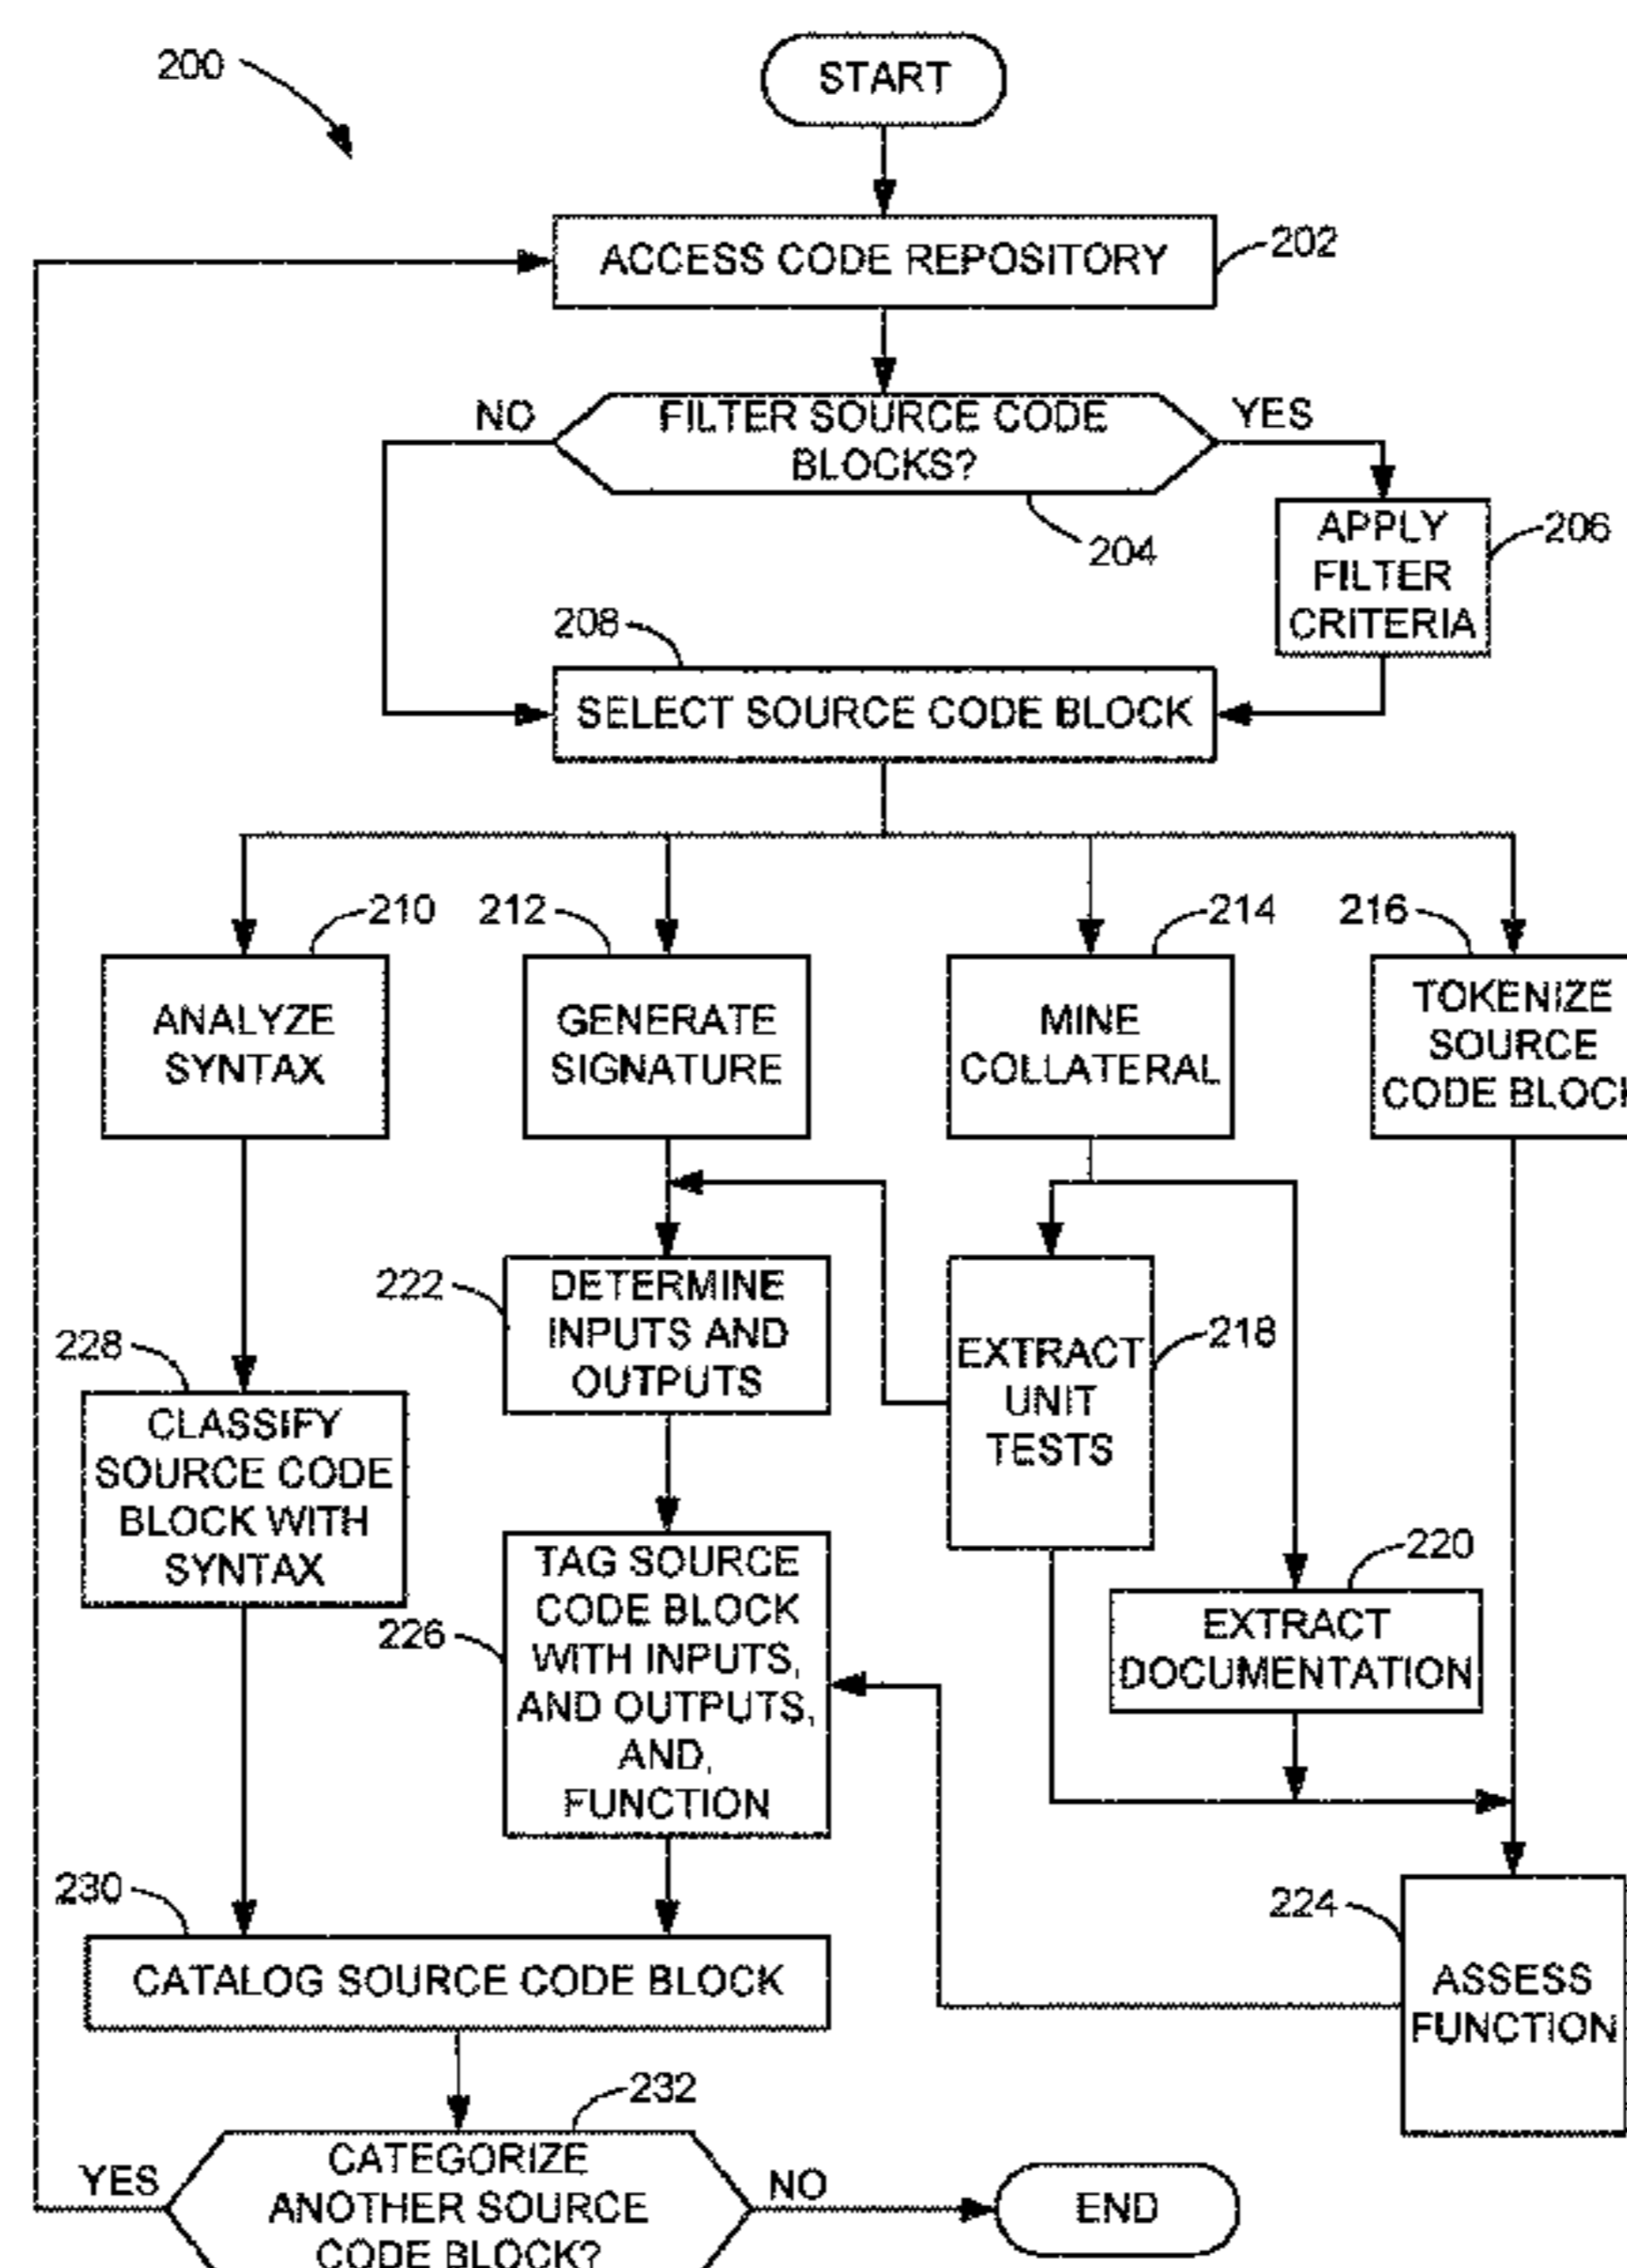 200
START
ACCESS CODE REPOSITORY
202
NO
FILTER SOURCE CODE
BLOCKS?
YES
204
APPLY
FILTER
CRITERIA
206
208
SELECT SOURCE CODE BLOCK
210
212
214
216
ANALYZE
SYNTAX
GENERATE
SIGNATURE
MINE
COLLATERAL
TOKENIZE
SOURCE
CODE BLOCK
222
DETERMINE
INPUTS AND
OUTPUTS
EXTRACT
UNIT
TESTS
218
228
CLASSIFY
SOURCE CODE
BLOCK WITH
SYNTAX
226
TAG SOURCE
CODE BLOCK
WITH INPUTS,
AND OUTPUTS,
AND,
FUNCTION
220
EXTRACT
DOCUMENTATION
230
CATALOG SOURCE CODE BLOCK
224
ASSESS
FUNCTION
232
YES
CATEGORIZE
ANOTHER SOURCE
CODE BLOCK?
NO
END